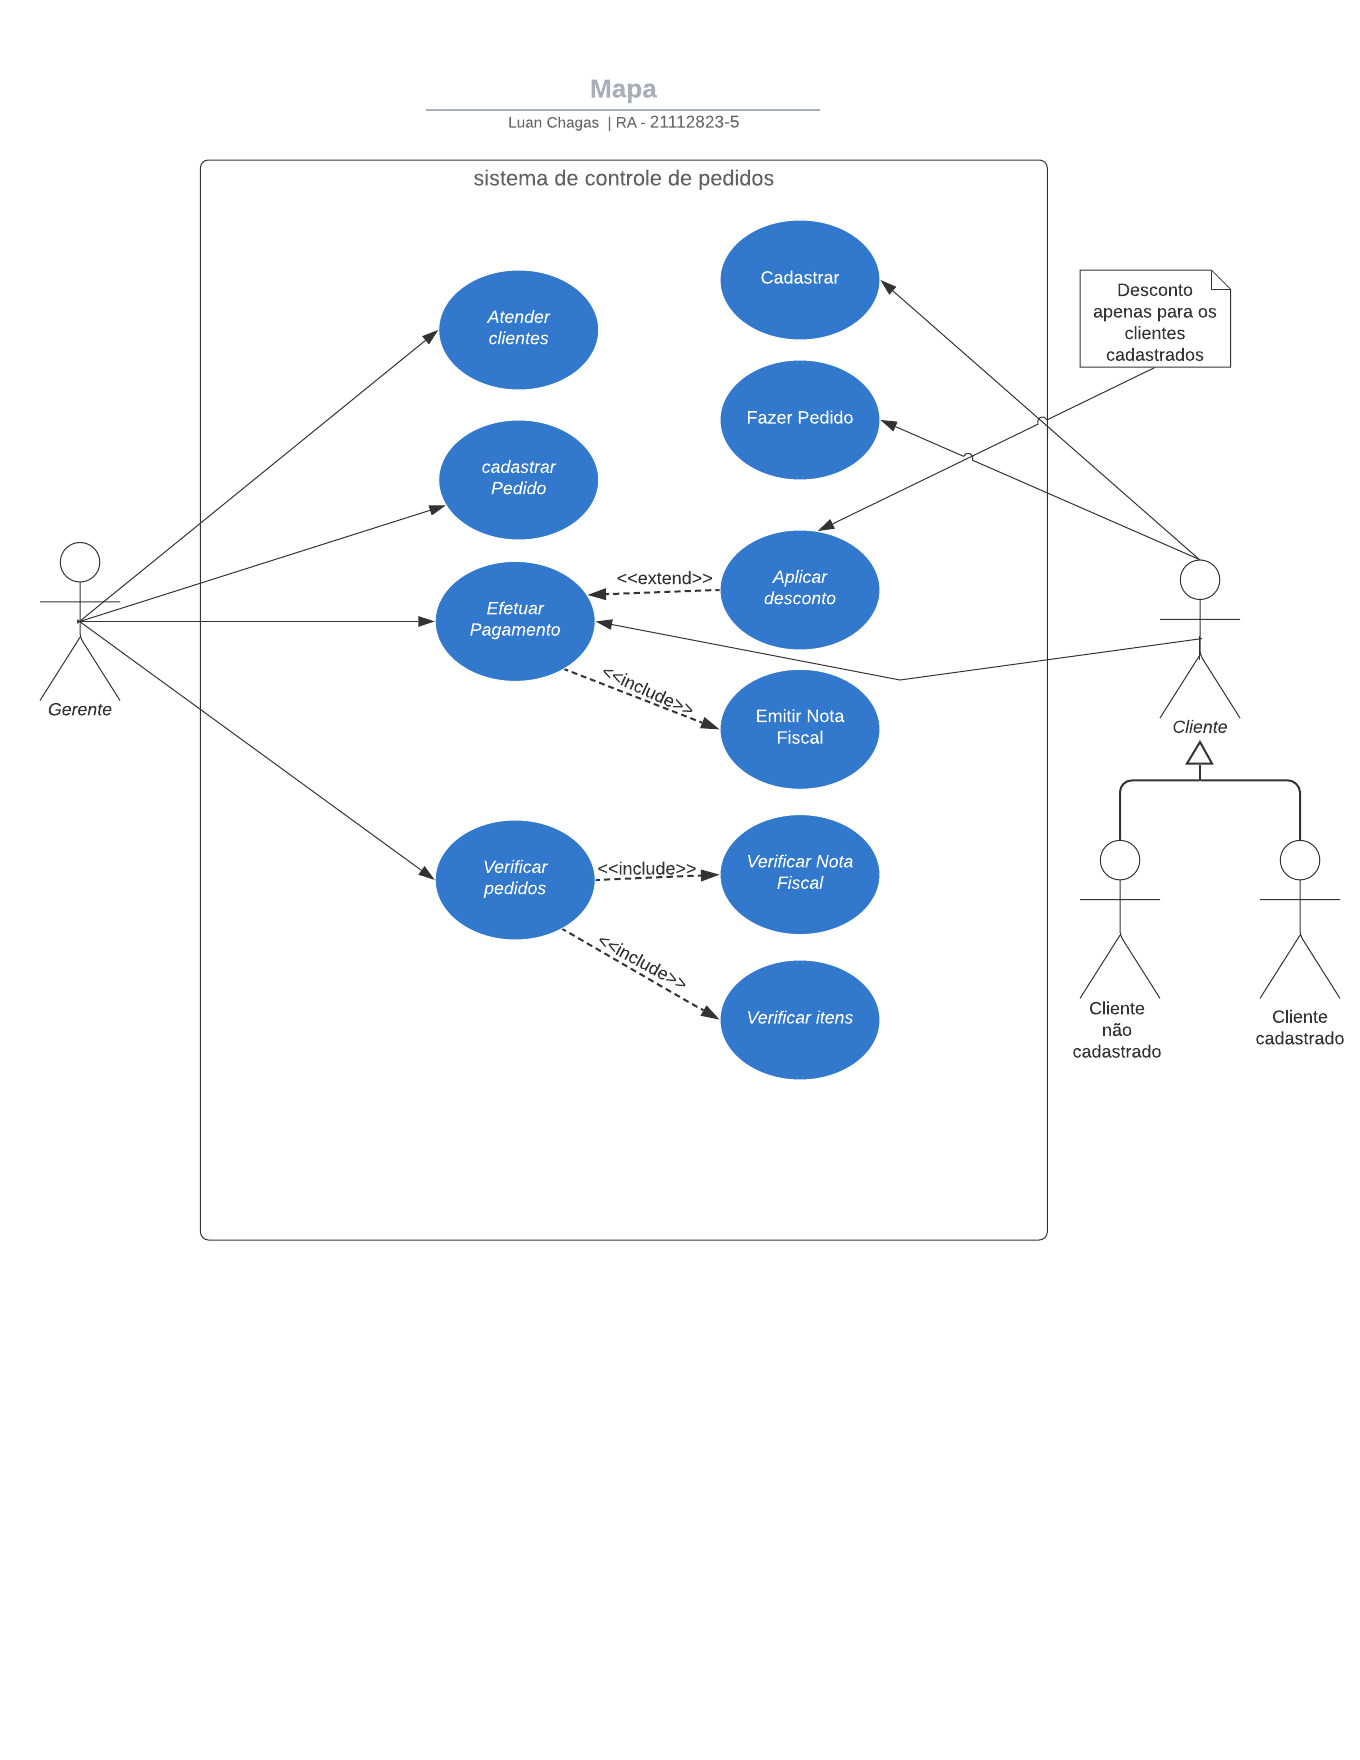 Mapa
Luan Chagas | RA - 21112823-5
sistema de controle de pedidos
Cadastrar
Desconto
apenas para os
clientes
cadastrados
Atender
clientes
Fazer Pedido
cadastrar
Pedido
<<extend>>
Aplicar
desconto
Efetuar
Pagamento
<<include>>
Emitir Nota
Fiscal
Gerente
Cliente
Verificar
pedidos
<<include>>
Verificar Nota
Fiscal
<<include>>
Verificar itens
Cliente
não
cadastrado
Cliente
cadastrado